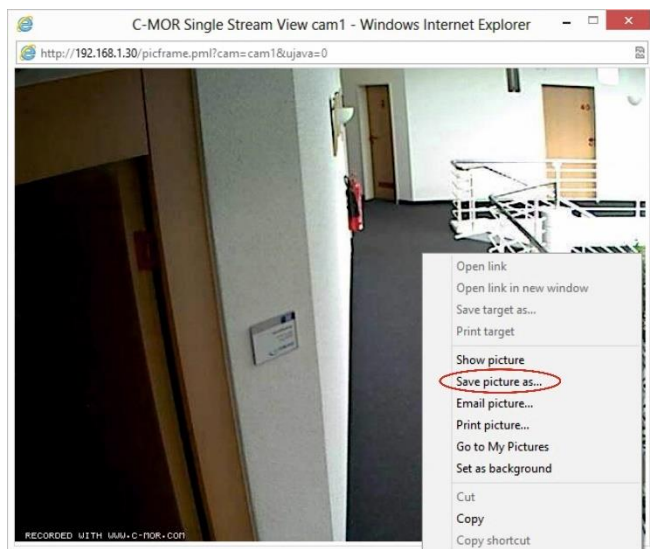 C-MOR Single Stream View cam1 - Windows Internet Explorer
http://192.168.1.30/picframe.pml?cam=cam1&ujava=0
Open link
Open link in new window
Save target as...
Print target
Show picture
Save picture as...
Email picture...
Print picture...
Go to My Pictures
Set as background
Cut
Copy
Copy shortcut
RECORDED WITH WWW.C-MOR.COM